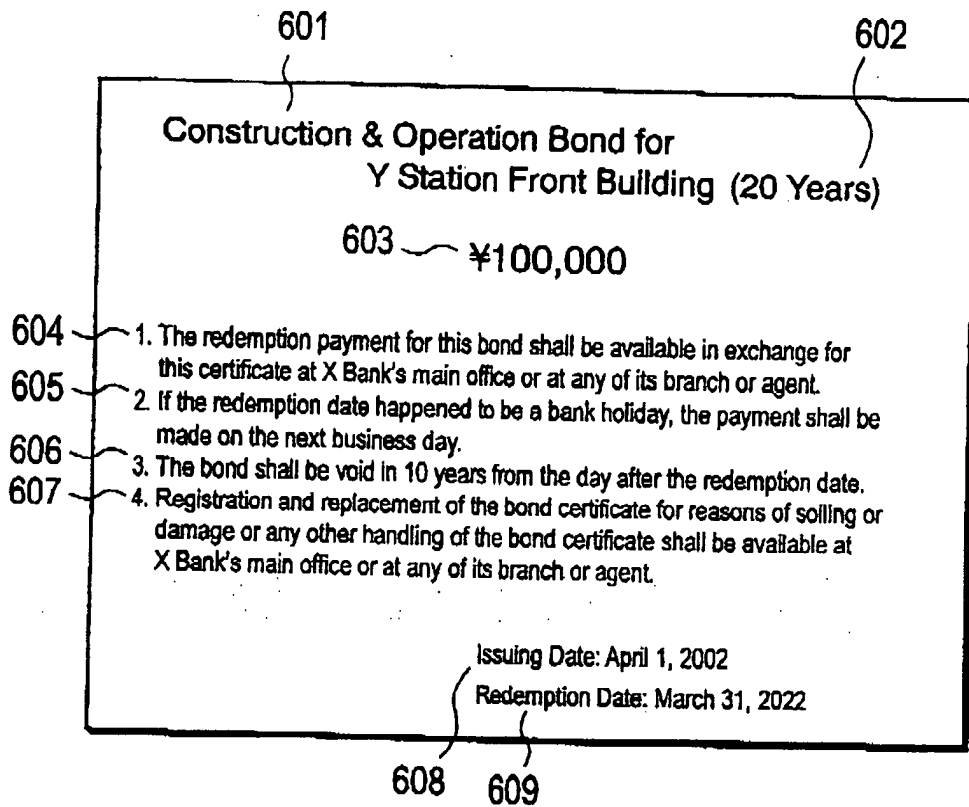 601
602
Construction & Operation Bond for
Y Station Front Building (20 Years)
603 ¥100,000
604 1. The redemption payment for this bond shall be available in exchange for
this certificate at X Bank's main office or at any of its branch or agent.
605 2. If the redemption date happened to be a bank holiday, the payment shall be
made on the next business day.
606 3. The bond shall be void in 10 years from the day after the redemption date.
607 4. Registration and replacement of the bond certificate for reasons of soiling or
damage or any other handling of the bond certificate shall be available at
X Bank's main office or at any of its branch or agent.
Issuing Date: April 1, 2002
Redemption Date: March 31, 2022
608
609